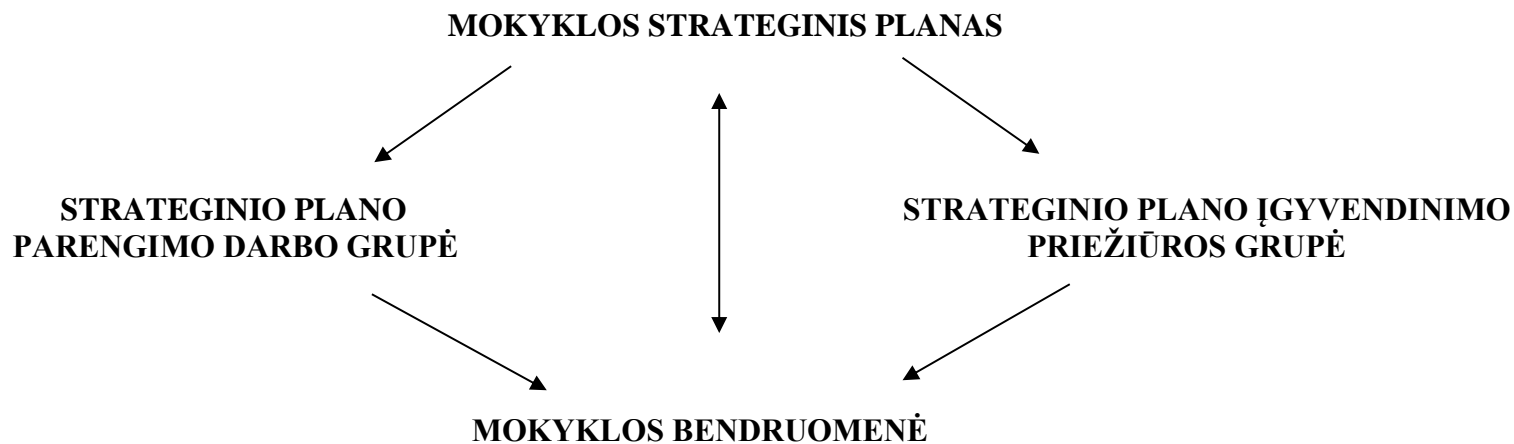 MOKYKLOS STRATEGINIS PLANAS
STRATEGINIO PLANO
PARENGIMO DARBO GRUPĖ
STRATEGINIO PLANO ĮGYVENDINIMO
PRIEŽIŪROS GRUPĖ
MOKYKLOS BENDRUOMENĖ